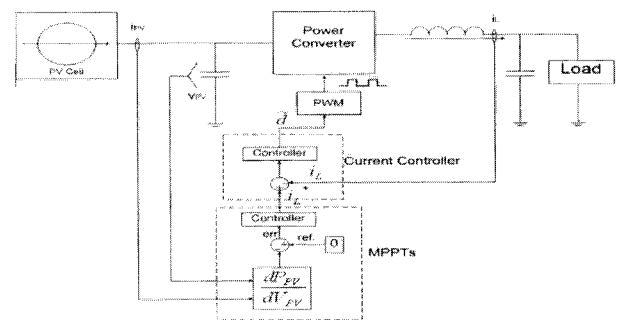 IPV
iL
Power
Converter
PV Cell
VPV
Load
PWM
d
Controller
Current Controller
iL
iL*
Controller
err
ref.
0
MPPTs
dPPV
dVPV